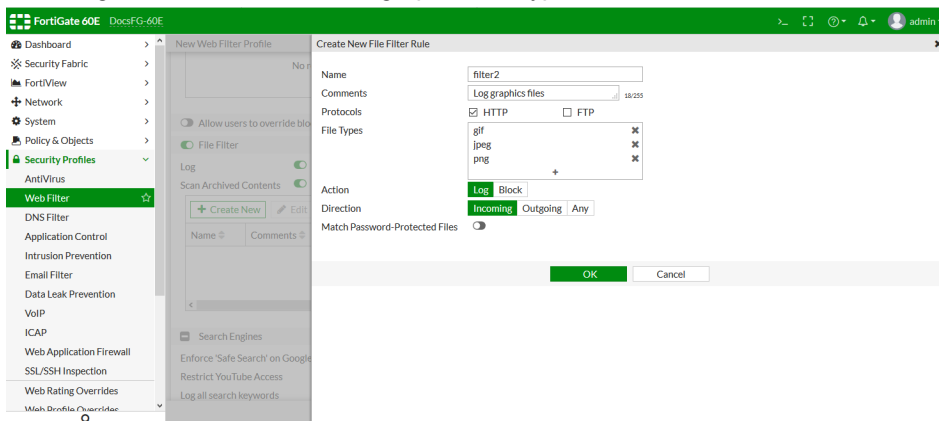 FortiGate 60E DocsFG-60E
>_ admin
Dashboard
Security Fabric
FortiView
Network
System
Policy & Objects
Security Profiles
AntiVirus
Web Filter
DNS Filter
Application Control
Intrusion Prevention
Email Filter
Data Leak Prevention
VoIP
ICAP
Web Application Firewall
SSL/SSH Inspection
Web Rating Overrides
Web Profile Overrides
New Web Filter Profile
No r
Allow users to override blo
File Filter
Log
Scan Archived Contents
+ Create New Edit
Name Comments
Search Engines
Enforce 'Safe Search' on Google
Restrict YouTube Access
Log all search keywords
Create New File Filter Rule
Name filter2
Comments Log graphics files 18/255
Protocols HTTP FTP
File Types gif
jpeg
png
+
Action Log Block
Direction Incoming Outgoing Any
Match Password-Protected Files
OK Cancel